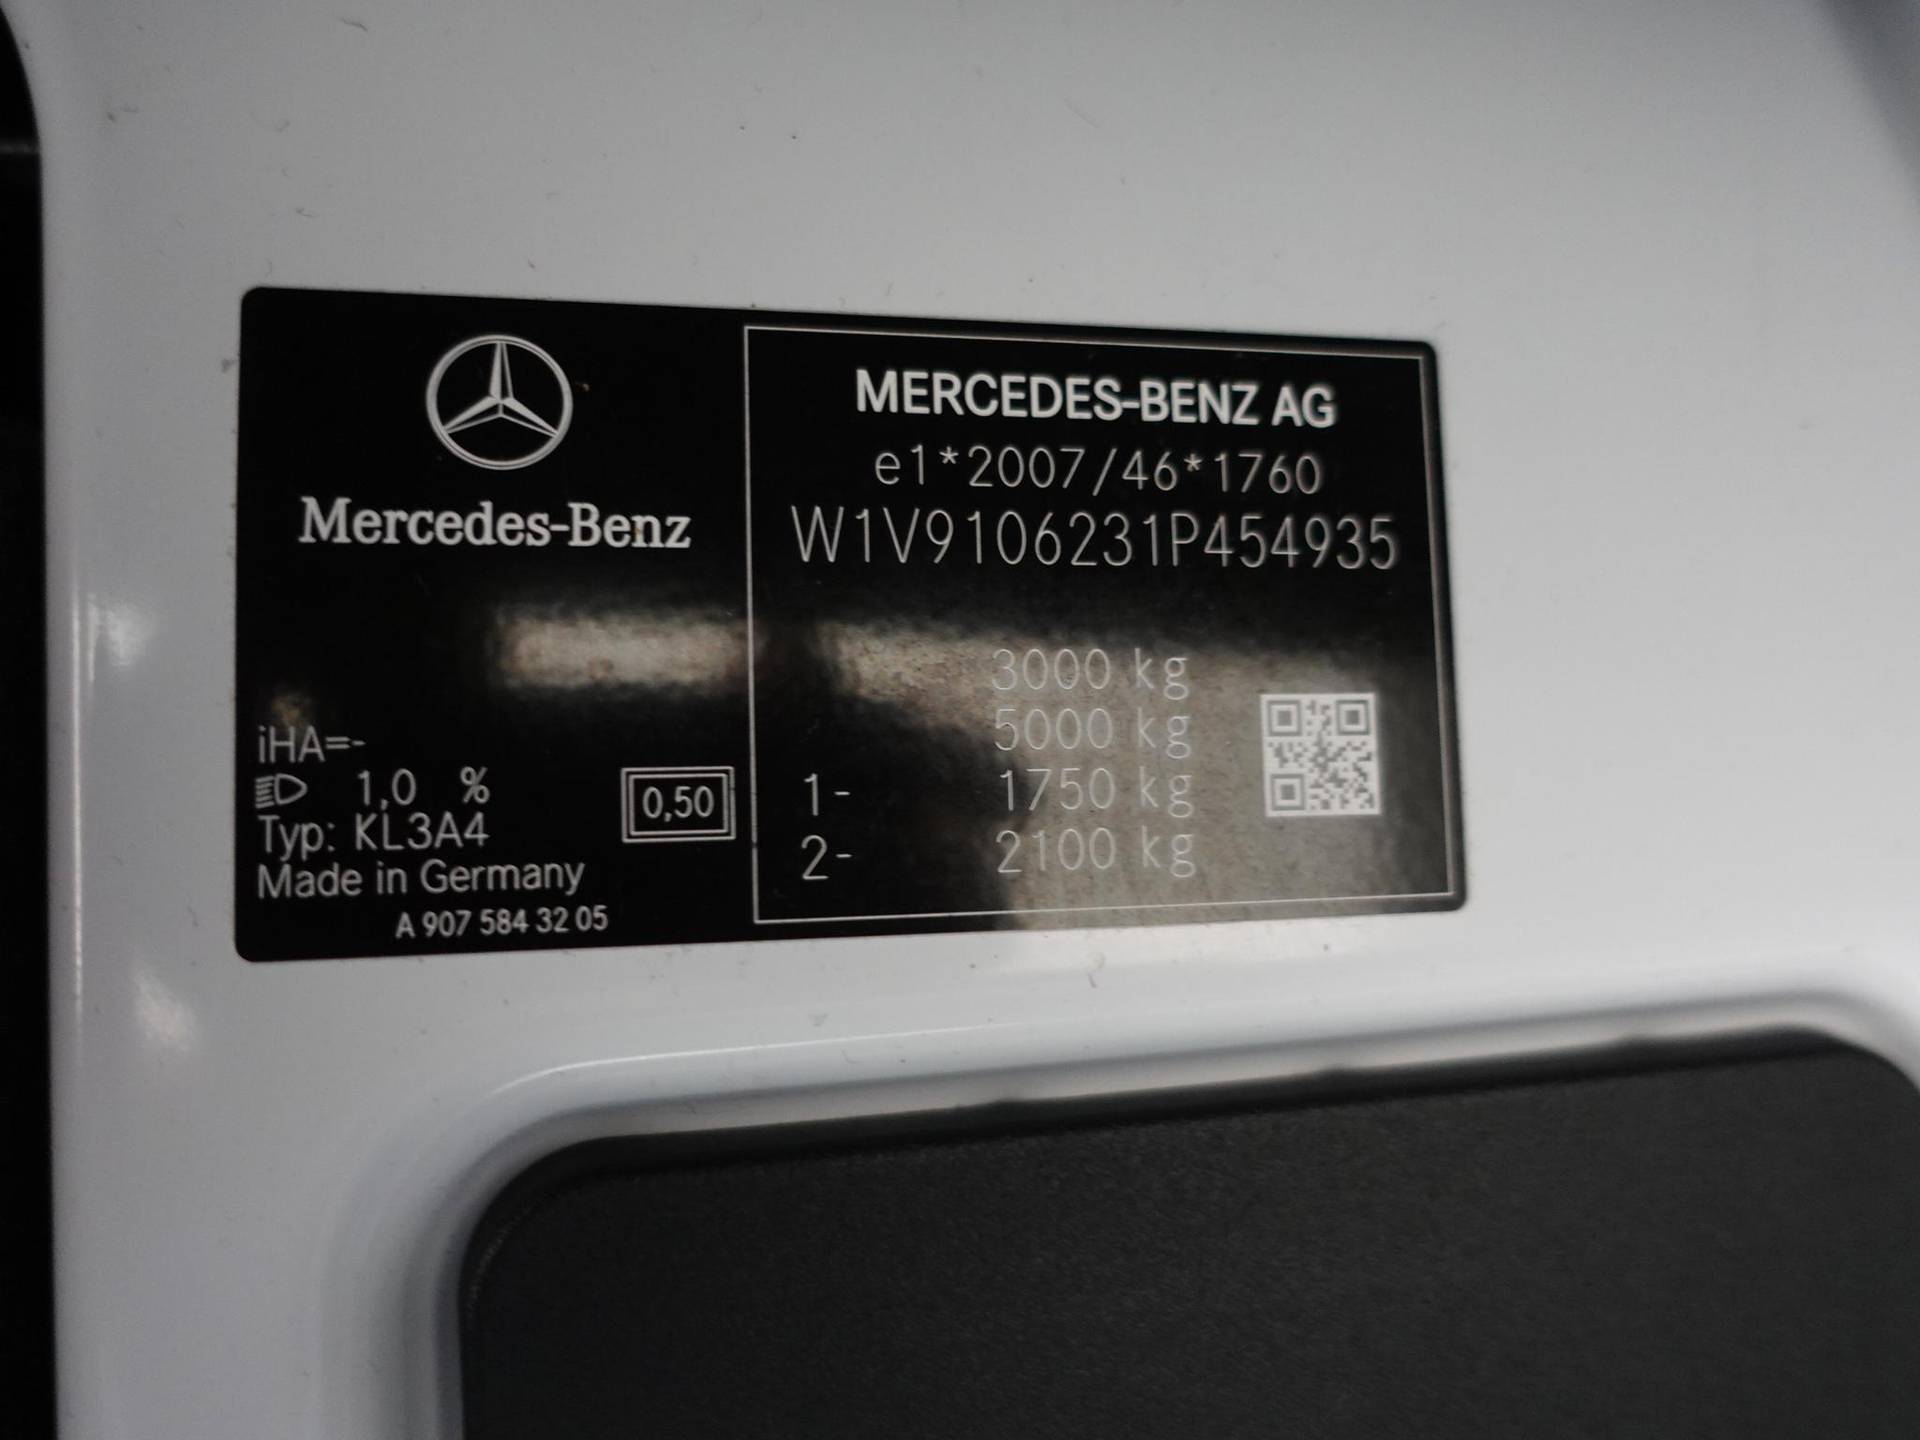 Mercedes-Benz
iHA=-
1,0 %
Typ: KL3A4
Made in Germany
A 907 584 32 05
0,50
MERCEDES-BENZ AG
e1*2007/46*1760
W1V9106231P454935
3000 kg
5000 kg
1- 1750 kg
2- 2100 kg